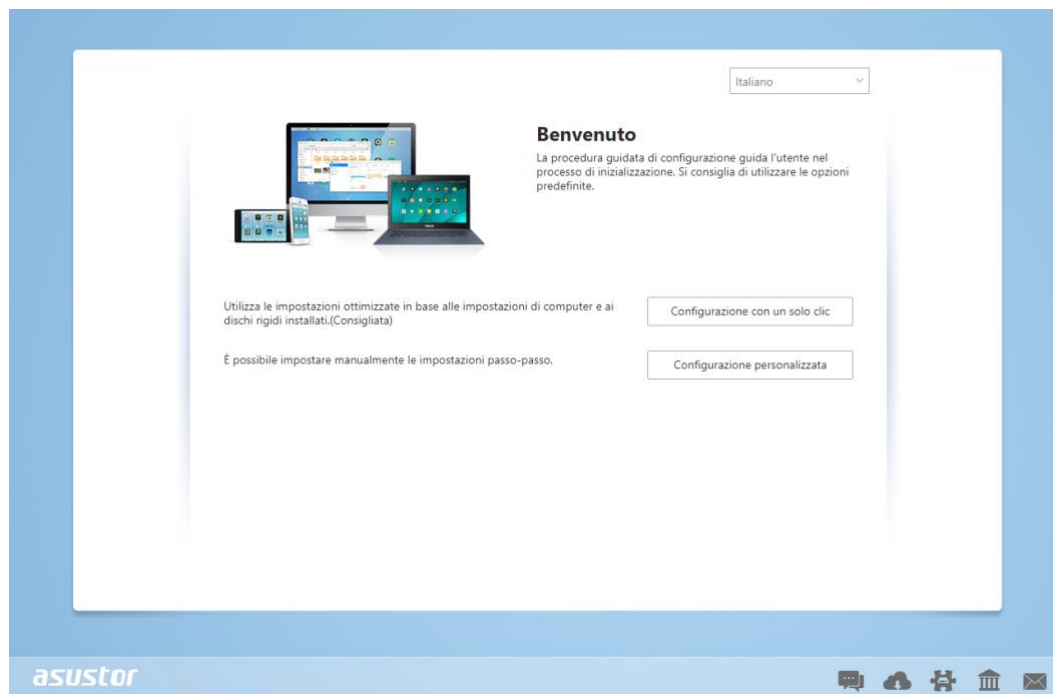 Italiano
Benvenuto
La procedura guidata di configurazione guida l'utente nel
processo di inizializzazione. Si consiglia di utilizzare le opzioni
predefinite.
Utilizza le impostazioni ottimizzate in base alle impostazioni di computer e ai
dischi rigidi installati.(Consigliata)
Configurazione con un solo clic
É possibile impostare manualmente le impostazioni passo-passo.
Configurazione personalizzata
asustor